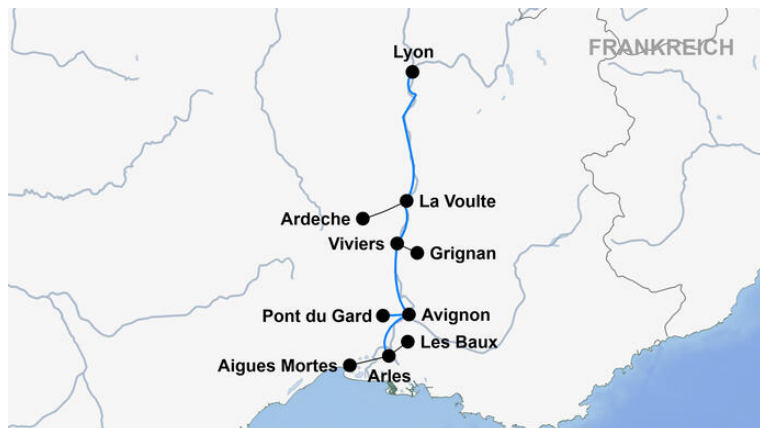 FRANKREICH
Lyon
La Voulte
Ardeche
Viviers
Grignan
Pont du Gard
Avignon
Les Baux
Aigues Mortes
Arles